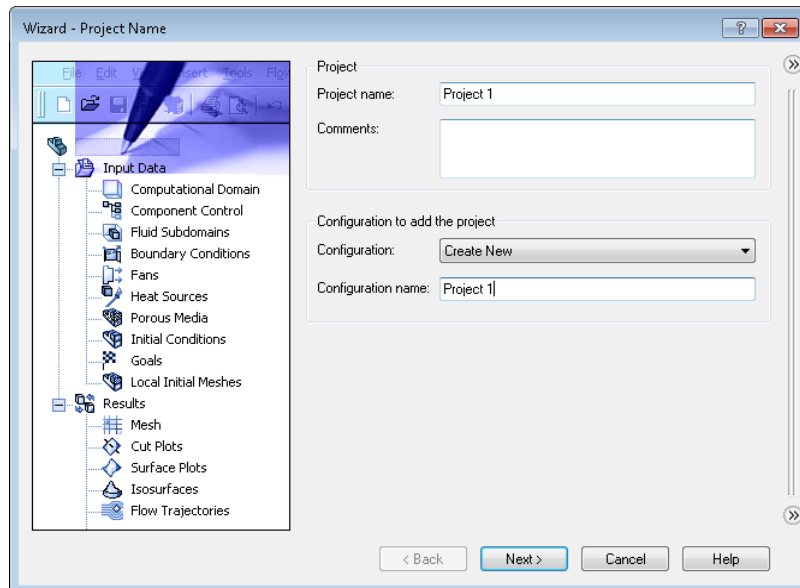 Wizard - Project Name
File Edit View Insert Tools Flow
Input Data
Computational Domain
Component Control
Fluid Subdomains
Boundary Conditions
Fans
Heat Sources
Porous Media
Initial Conditions
Goals
Local Initial Meshes
Results
Mesh
Cut Plots
Surface Plots
Isosurfaces
Flow Trajectories
Project
Project name: Project 1
Comments:
Configuration to add the project
Configuration: Create New
Configuration name: Project 1
< Back Next > Cancel Help